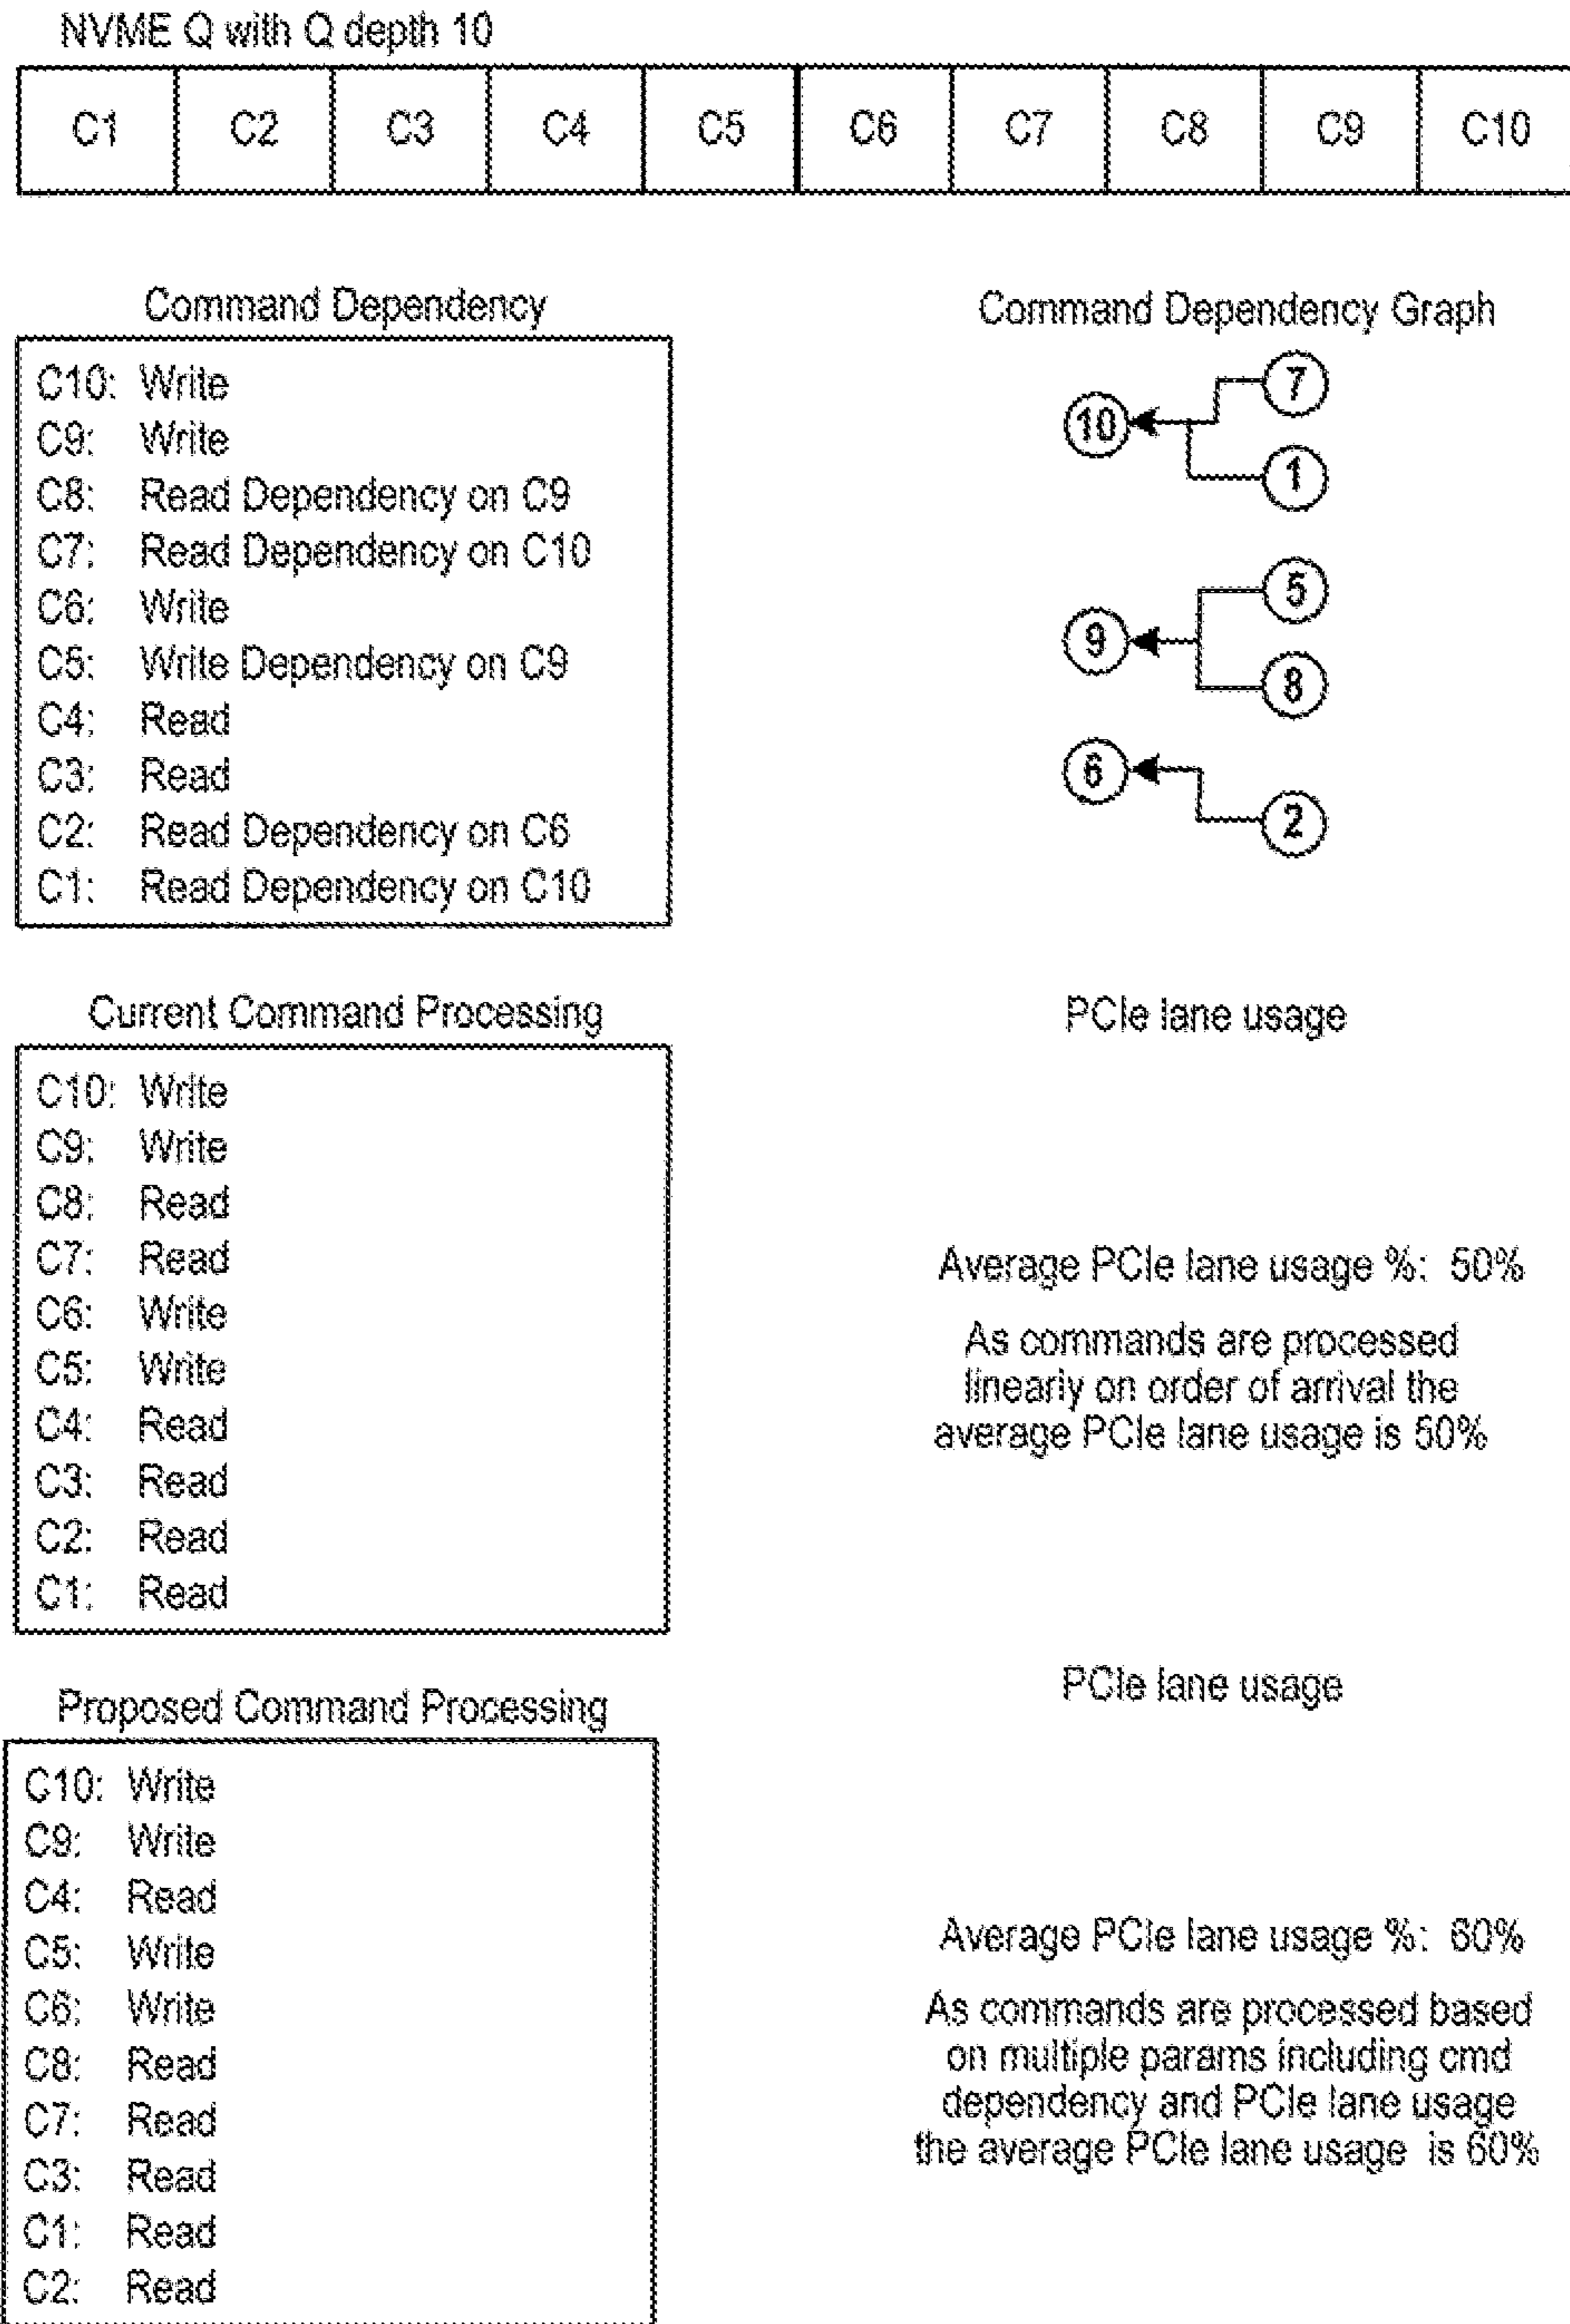 NVME Q with Q depth 10
C1 C2 C3 C4 C5 C6 C7 C8 C9 C10
Command Dependency
C10: Write
C9: Write
C8: Read Dependency on C9
C7: Read Dependency on C10
C6: Write
C5: Write Dependency on C9
C4: Read
C3: Read
C2: Read Dependency on C6
C1: Read Dependency on C10
Command Dependency Graph
7
10
1
5
9
8
6
2
Current Command Processing
C10: Write
C9: Write
C8: Read
C7: Read
C6: Write
C5: Write
C4: Read
C3: Read
C2: Read
C1: Read
PCIe lane usage
Average PCIe lane usage %: 50%
As commands are processed
linearly on order of arrival the
average PCIe lane usage is 50%
Proposed Command Processing
C10: Write
C9: Write
C4: Read
C5: Write
C6: Write
C8: Read
C7: Read
C3: Read
C1: Read
C2: Read
PCIe lane usage
Average PCIe lane usage %: 60%
As commands are processed based
on multiple params including cmd
dependency and PCIe lane usage
the average PCIe lane usage is 60%